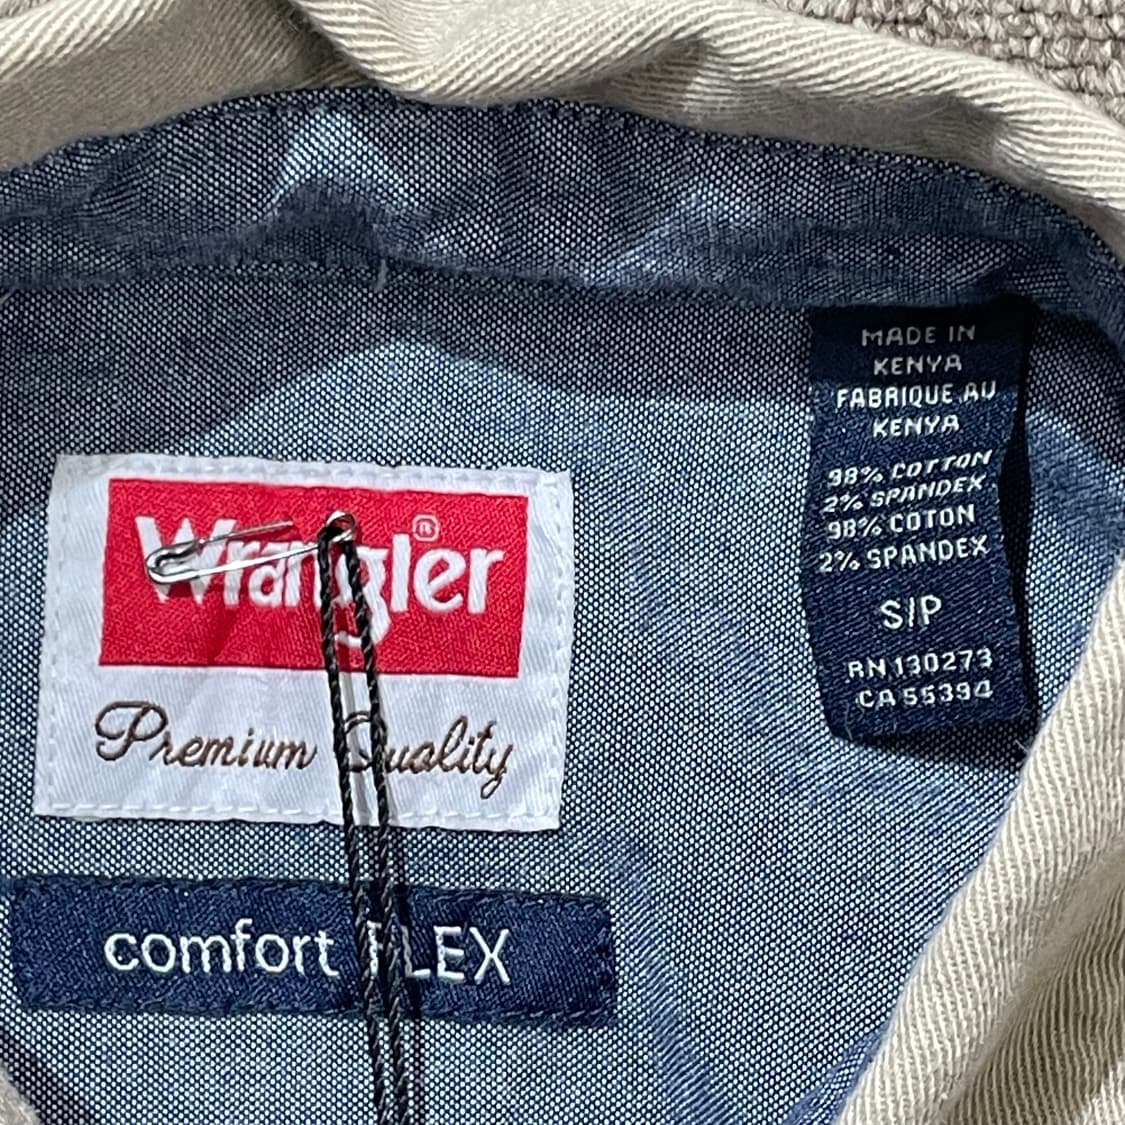 Wrangler®
Premium Quality
comfort FLEX
MADE IN
KENYA
FABRIQUE AU
KENYA
98% COTTON
2% SPANDEX
98% COTON
2% SPANDEX
S/P
RN 130273
CA 55394